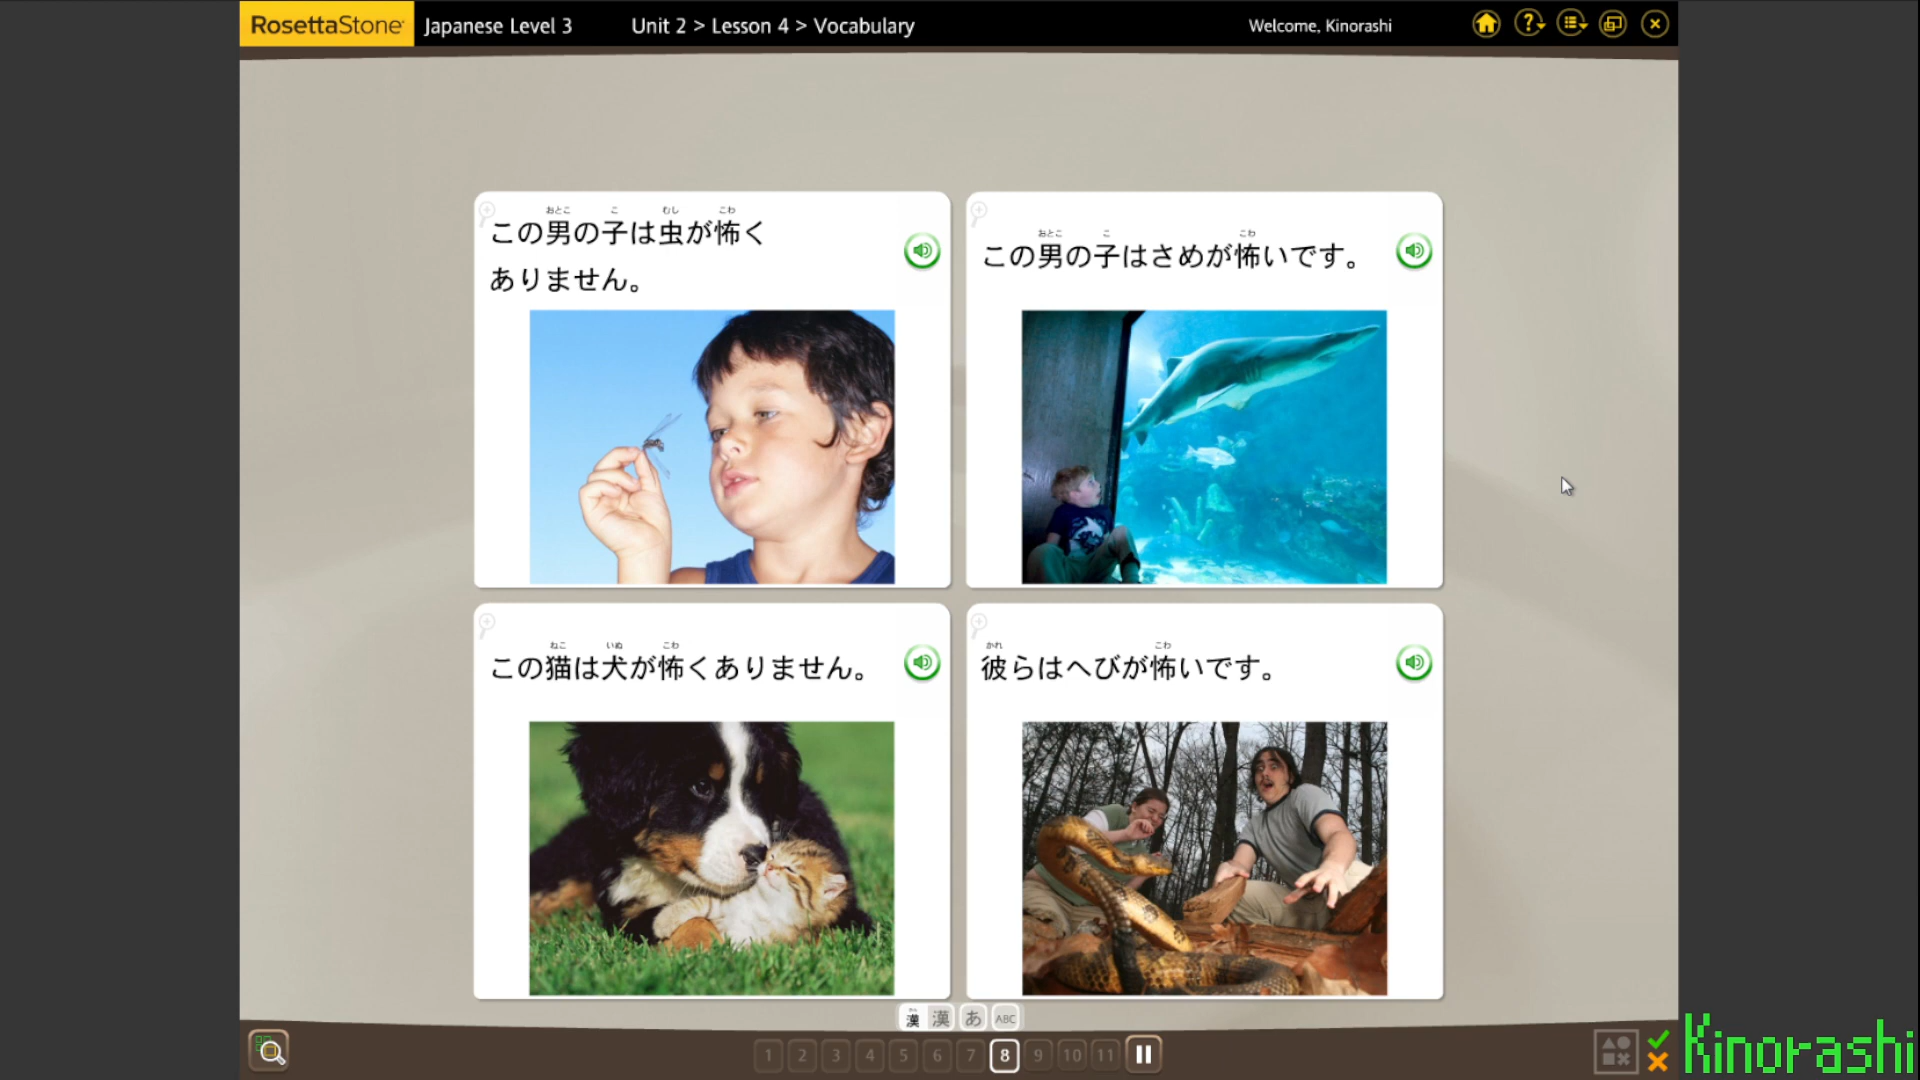 RosettaStone Japanese Level 3 Unit 2 > Lesson 4 > Vocabulary Welcome, Kinorashi
おとこ こ むし こわ
この男の子は虫が怖く
ありません。
おとこ こ こわ
この男の子はさめが怖いです。
ねこ いぬ こわ
この猫は犬が怖くありません。
かれ こわ
彼らはへびが怖いです。
漢 漢 あ ABC
1 2 3 4 5 6 7 8 9 10 11
Kinorashi